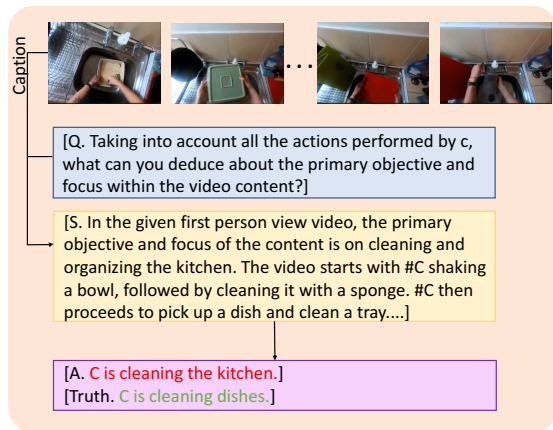 Caption
[Q. Taking into account all the actions performed by c,
what can you deduce about the primary objective and
focus within the video content?]
[S. In the given first person view video, the primary
objective and focus of the content is on cleaning and
organizing the kitchen. The video starts with #C shaking
a bowl, followed by cleaning it with a sponge. #C then
proceeds to pick up a dish and clean a tray....]
[A. C is cleaning the kitchen.]
[Truth. C is cleaning dishes.]